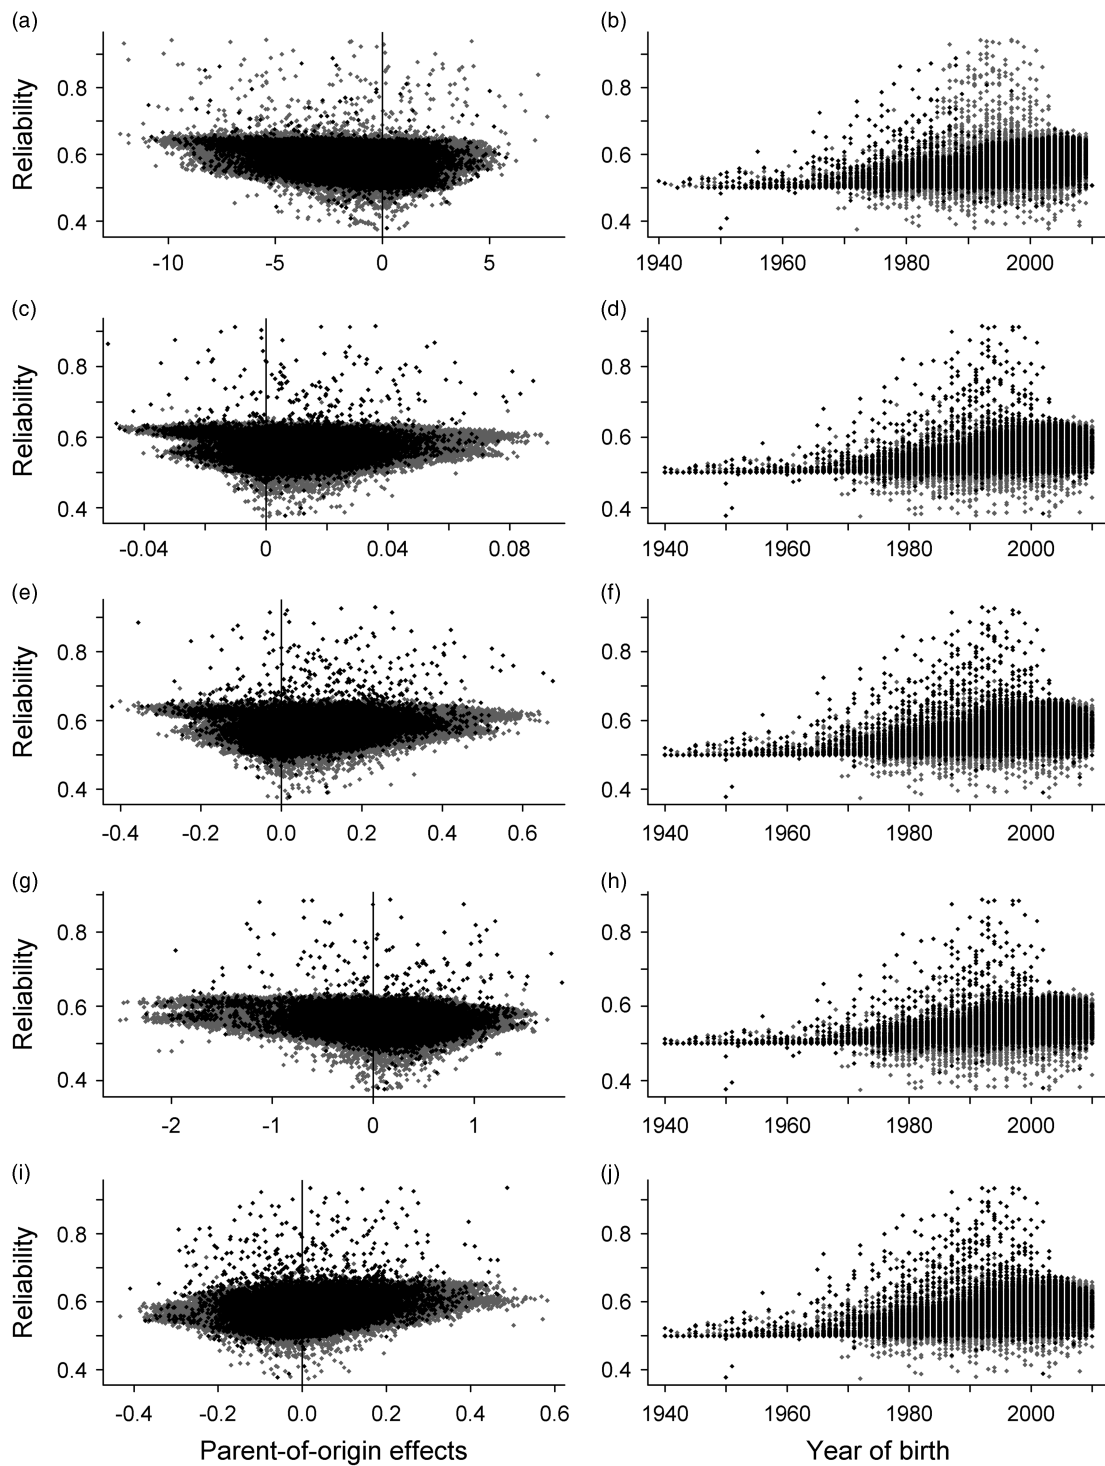 (a) (b)
Reliability
0.8 0.8
0.6 0.6
0.4 0.4
-10 -5 0 5 1940 1960 1980 2000
(c) (d)
Reliability
0.8 0.8
0.6 0.6
0.4 0.4
-0.04 0 0.04 0.08 1940 1960 1980 2000
(e) (f)
Reliability
0.8 0.8
0.6 0.6
0.4 0.4
-0.4 -0.2 0.0 0.2 0.4 0.6 1940 1960 1980 2000
(g) (h)
Reliability
0.8 0.8
0.6 0.6
0.4 0.4
-2 -1 0 1 1940 1960 1980 2000
(i) (j)
Reliability
0.8 0.8
0.6 0.6
0.4 0.4
-0.4 -0.2 0.0 0.2 0.4 0.6 1940 1960 1980 2000
Parent-of-origin effects Year of birth